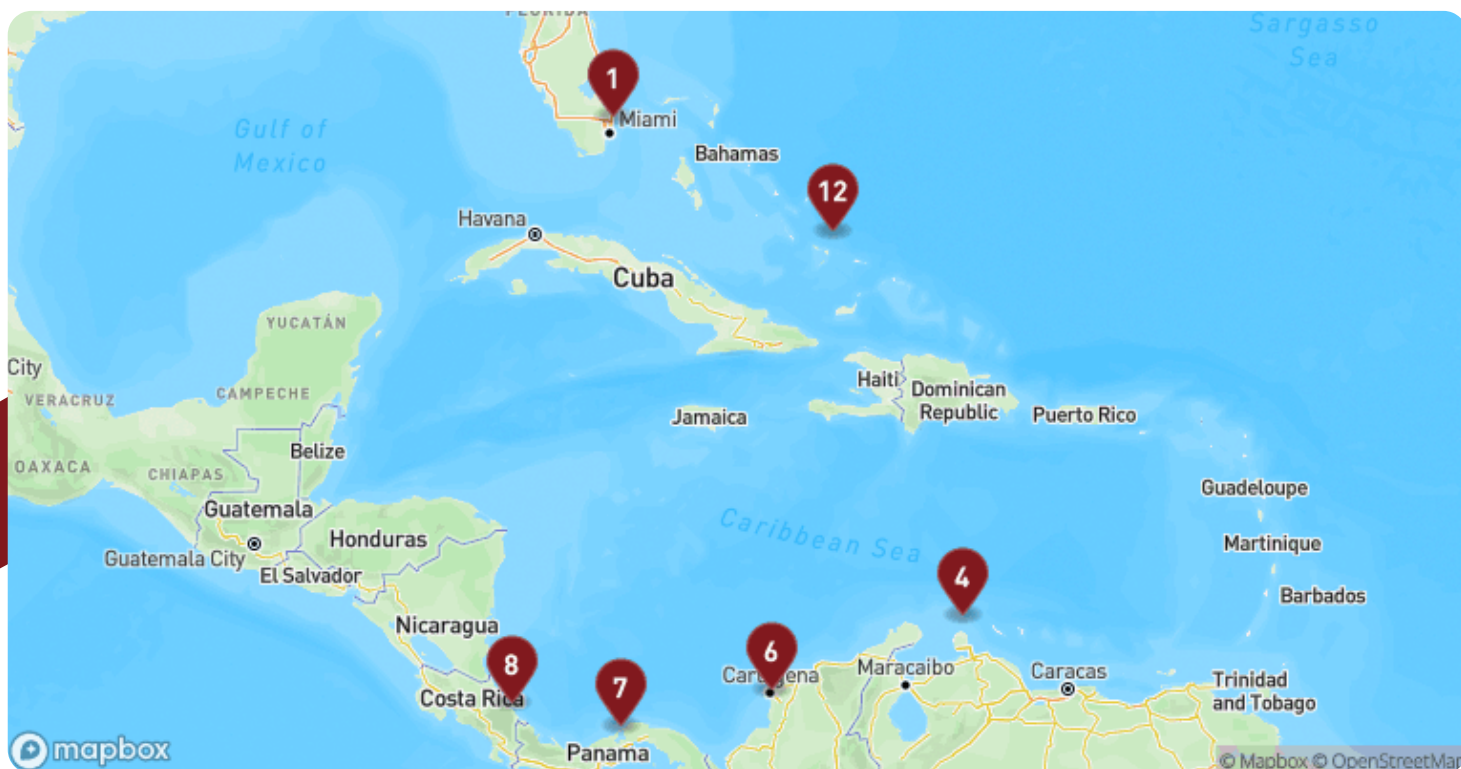 FLORIDA
Sargasso
Sea
1
Miami
Gulf of
Mexico
Bahamas
12
Havana
Cuba
YUCATÁN
City
Haiti
Dominican
Republic
CAMPECHE
VERACRUZ
Jamaica
Puerto Rico
Belize
OAXACA
CHIAPAS
Guadeloupe
Guatemala
Caribbean Sea
Honduras
Martinique
Guatemala City
El Salvador
4
Barbados
Nicaragua
6
8
Cartagena
Maracaibo
Caracas
7
Costa Rica
Trinidad
and Tobago
Panama
mapbox
© Mapbox © OpenStreetMap